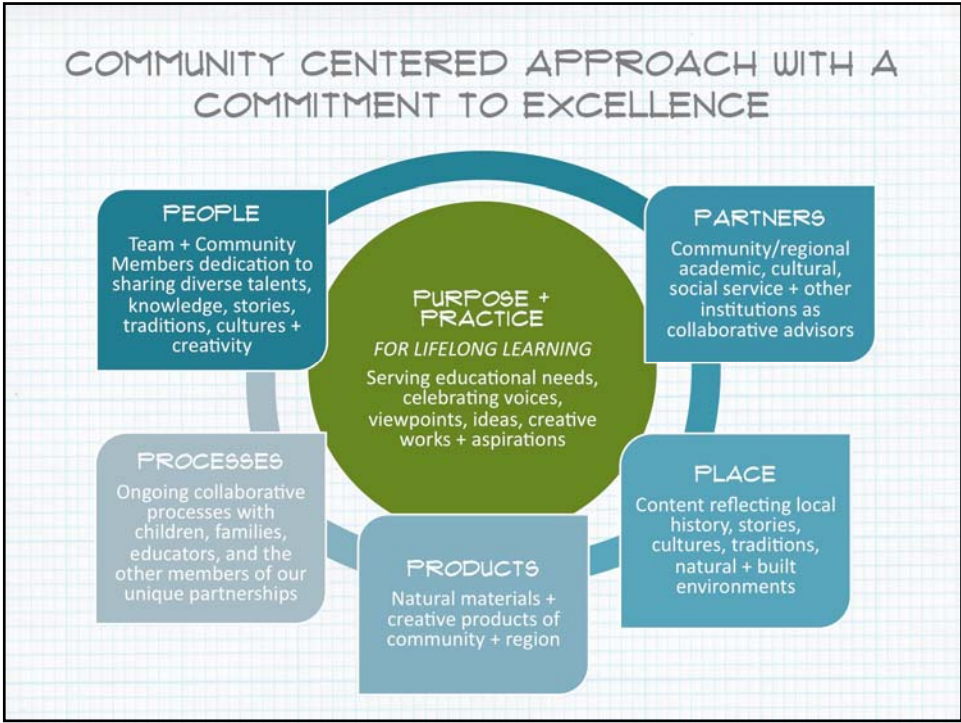 COMMUNITY CENTERED APPROACH WITH A
COMMITMENT TO EXCELLENCE
PEOPLE
Team + Community
Members dedication to
sharing diverse talents,
knowledge, stories,
traditions, cultures +
creativity
PARTNERS
Community/regional
academic, cultural,
social service + other
institutions as
collaborative advisors
PURPOSE +
PRACTICE
FOR LIFELONG LEARNING
Serving educational needs,
celebrating voices,
viewpoints, ideas, creative
works + aspirations
PROCESSES
Ongoing collaborative
processes with
children, families,
educators, and the
other members of our
unique partnerships
PLACE
Content reflecting local
history, stories,
cultures, traditions,
natural + built
environments
PRODUCTS
Natural materials +
creative products of
community + region